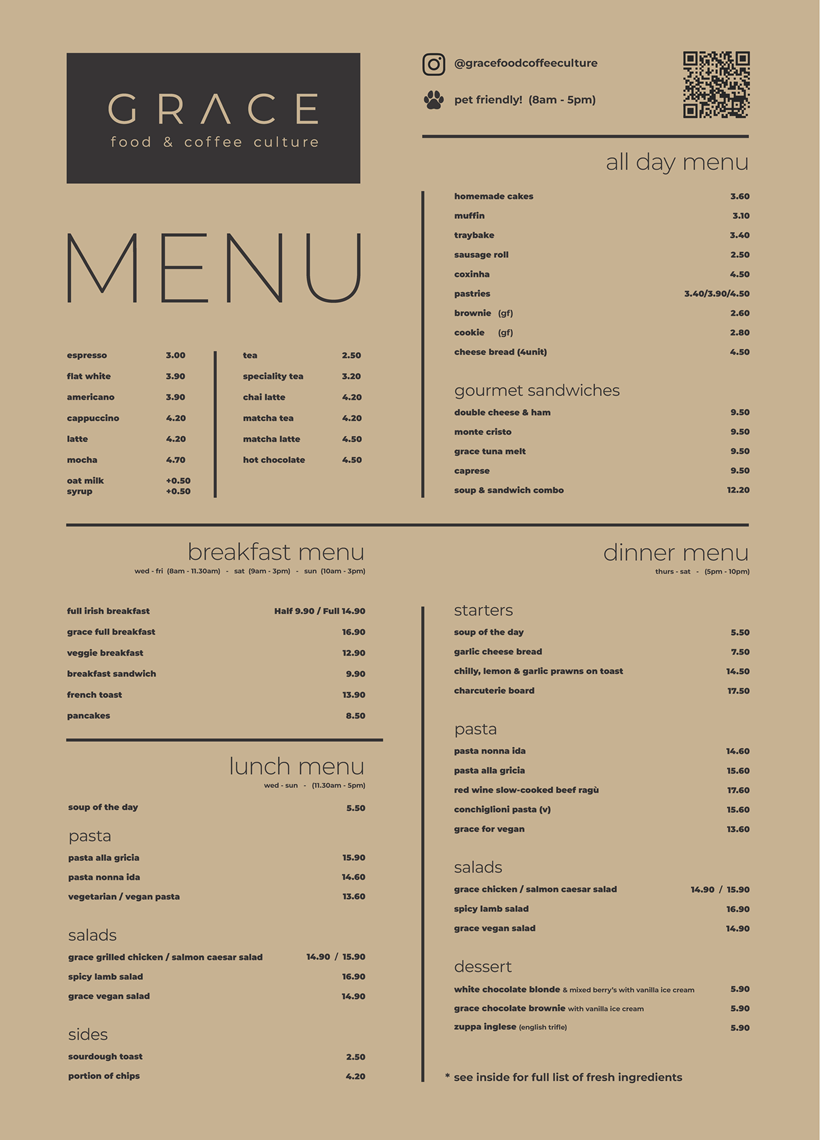 GRACE
food & coffee culture
@gracefoodcoffeeculture
pet friendly! (8am - 5pm)
MENU
espresso 3.00
flat white 3.90
americano 3.90
cappuccino 4.20
latte 4.20
mocha 4.70
oat milk +0.50
syrup +0.50
tea 2.50
speciality tea 3.20
chai latte 4.20
matcha tea 4.20
matcha latte 4.50
hot chocolate 4.50
all day menu
homemade cakes 3.60
muffin 3.10
traybake 3.40
sausage roll 2.50
coxinha 4.50
pastries 3.40/3.90/4.50
brownie (gf) 2.60
cookie (gf) 2.80
cheese bread (4unit) 4.50
gourmet sandwiches
double cheese & ham 9.50
monte cristo 9.50
grace tuna melt 9.50
caprese 9.50
soup & sandwich combo 12.20
breakfast menu
wed - fri (8am - 11.30am) - sat (9am - 3pm) - sun (10am - 3pm)
full irish breakfast Half 9.90 / Full 14.90
grace full breakfast 16.90
veggie breakfast 12.90
breakfast sandwich 9.90
french toast 13.90
pancakes 8.50
lunch menu
wed - sun - (11.30am - 5pm)
soup of the day 5.50
pasta
pasta alla gricia 15.90
pasta nonna ida 14.60
vegetarian / vegan pasta 13.60
salads
grace grilled chicken / salmon caesar salad 14.90 / 15.90
spicy lamb salad 16.90
grace vegan salad 14.90
sides
sourdough toast 2.50
portion of chips 4.20
dinner menu
thurs - sat - (5pm - 10pm)
starters
soup of the day 5.50
garlic cheese bread 7.50
chilly, lemon & garlic prawns on toast 14.50
charcuterie board 17.50
pasta
pasta nonna ida 14.60
pasta alla gricia 15.60
red wine slow-cooked beef ragù 17.60
conchiglioni pasta (v) 15.60
grace for vegan 13.60
salads
grace chicken / salmon caesar salad 14.90 / 15.90
spicy lamb salad 16.90
grace vegan salad 14.90
dessert
white chocolate blonde & mixed berry's with vanilla ice cream 5.90
grace chocolate brownie with vanilla ice cream 5.90
zuppa inglese (english trifle) 5.90
* see inside for full list of fresh ingredients